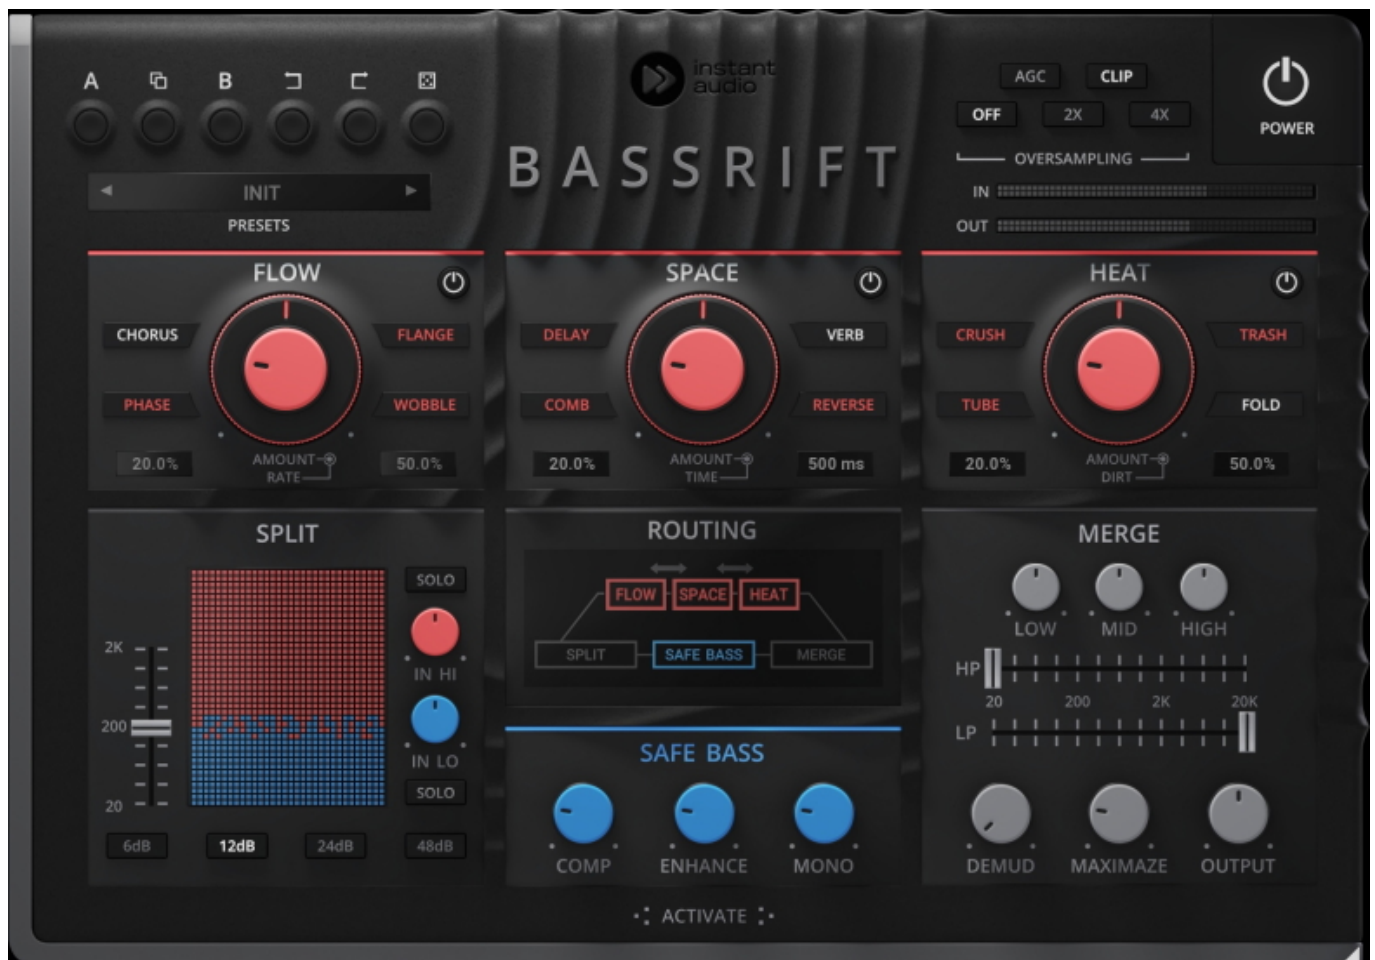 A B
instant
audio
AGC CLIP
OFF 2X 4X
OVERSAMPLING
POWER
BASSRIFT
INIT
PRESETS
IN
OUT
FLOW
CHORUS FLANGE
PHASE WOBBLE
20.0% AMOUNT 50.0%
RATE
SPACE
DELAY VERB
COMB REVERSE
20.0% AMOUNT 500 ms
TIME
HEAT
CRUSH TRASH
TUBE FOLD
20.0% AMOUNT 50.0%
DIRT
SPLIT
SOLO
2K
IN HI
200
IN LO
20
SOLO
6dB 12dB 24dB 48dB
ROUTING
FLOW SPACE HEAT
SPLIT SAFE BASS MERGE
SAFE BASS
COMP ENHANCE MONO
MERGE
LOW MID HIGH
HP
20 200 2K 20K
LP
DEMUD MAXIMAZE OUTPUT
ACTIVATE